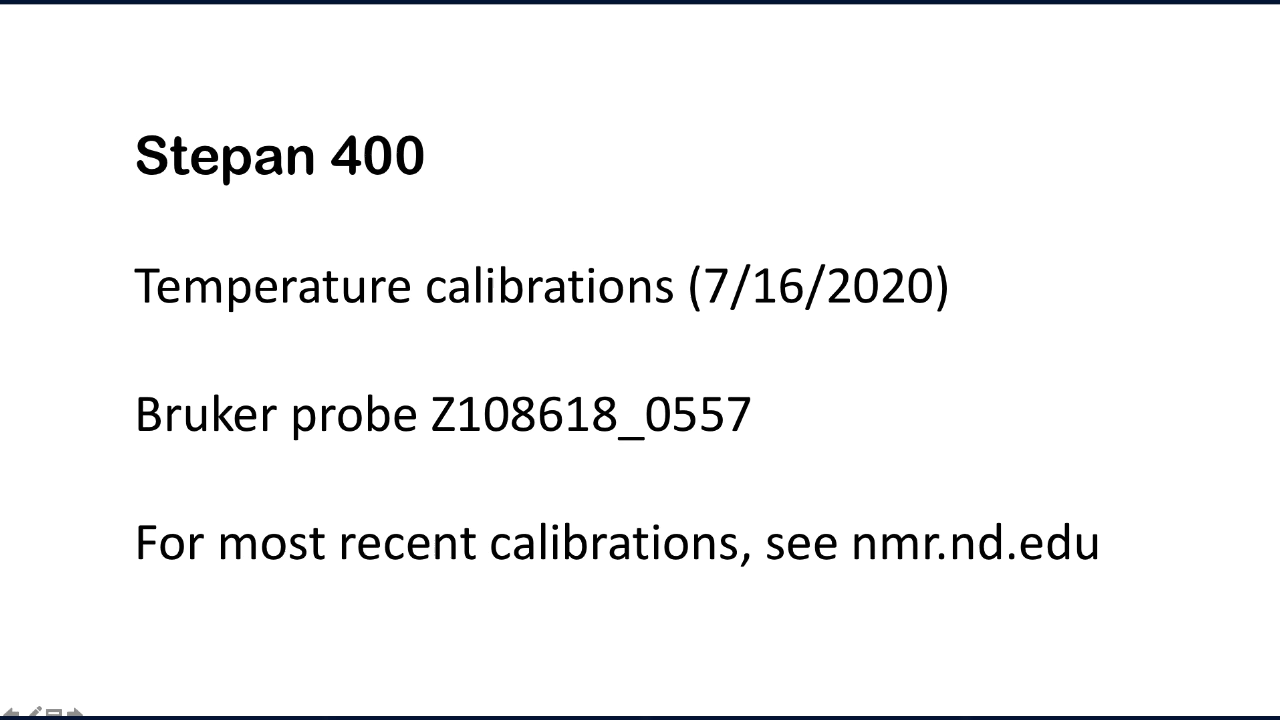 Stepan 400
Temperature calibrations (7/16/2020)
Bruker probe Z108618_0557
For most recent calibrations, see nmr.nd.edu